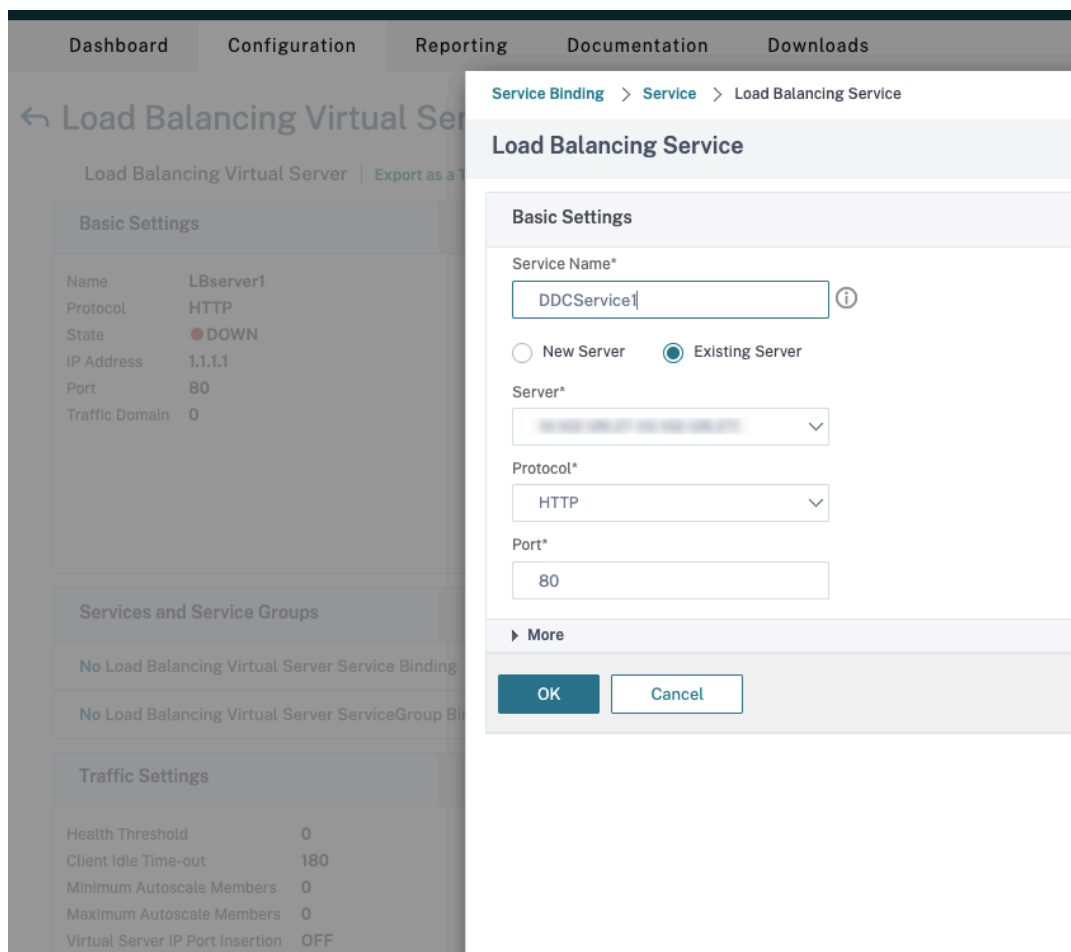 Dashboard Configuration Reporting Documentation Downloads
Load Balancing Virtual Ser
Load Balancing Virtual Server Export as a T
Basic Settings
Name LBserver1
Protocol HTTP
State DOWN
IP Address 1.1.1.1
Port 80
Traffic Domain 0
Services and Service Groups
No Load Balancing Virtual Server Service Binding
No Load Balancing Virtual Server ServiceGroup Bi
Traffic Settings
Health Threshold 0
Client Idle Time-out 180
Minimum Autoscale Members 0
Maximum Autoscale Members 0
Virtual Server IP Port Insertion OFF
Service Binding > Service > Load Balancing Service
Load Balancing Service
Basic Settings
Service Name*
DDCService1
New Server Existing Server
Server*
Protocol*
HTTP
Port*
80
More
OK Cancel